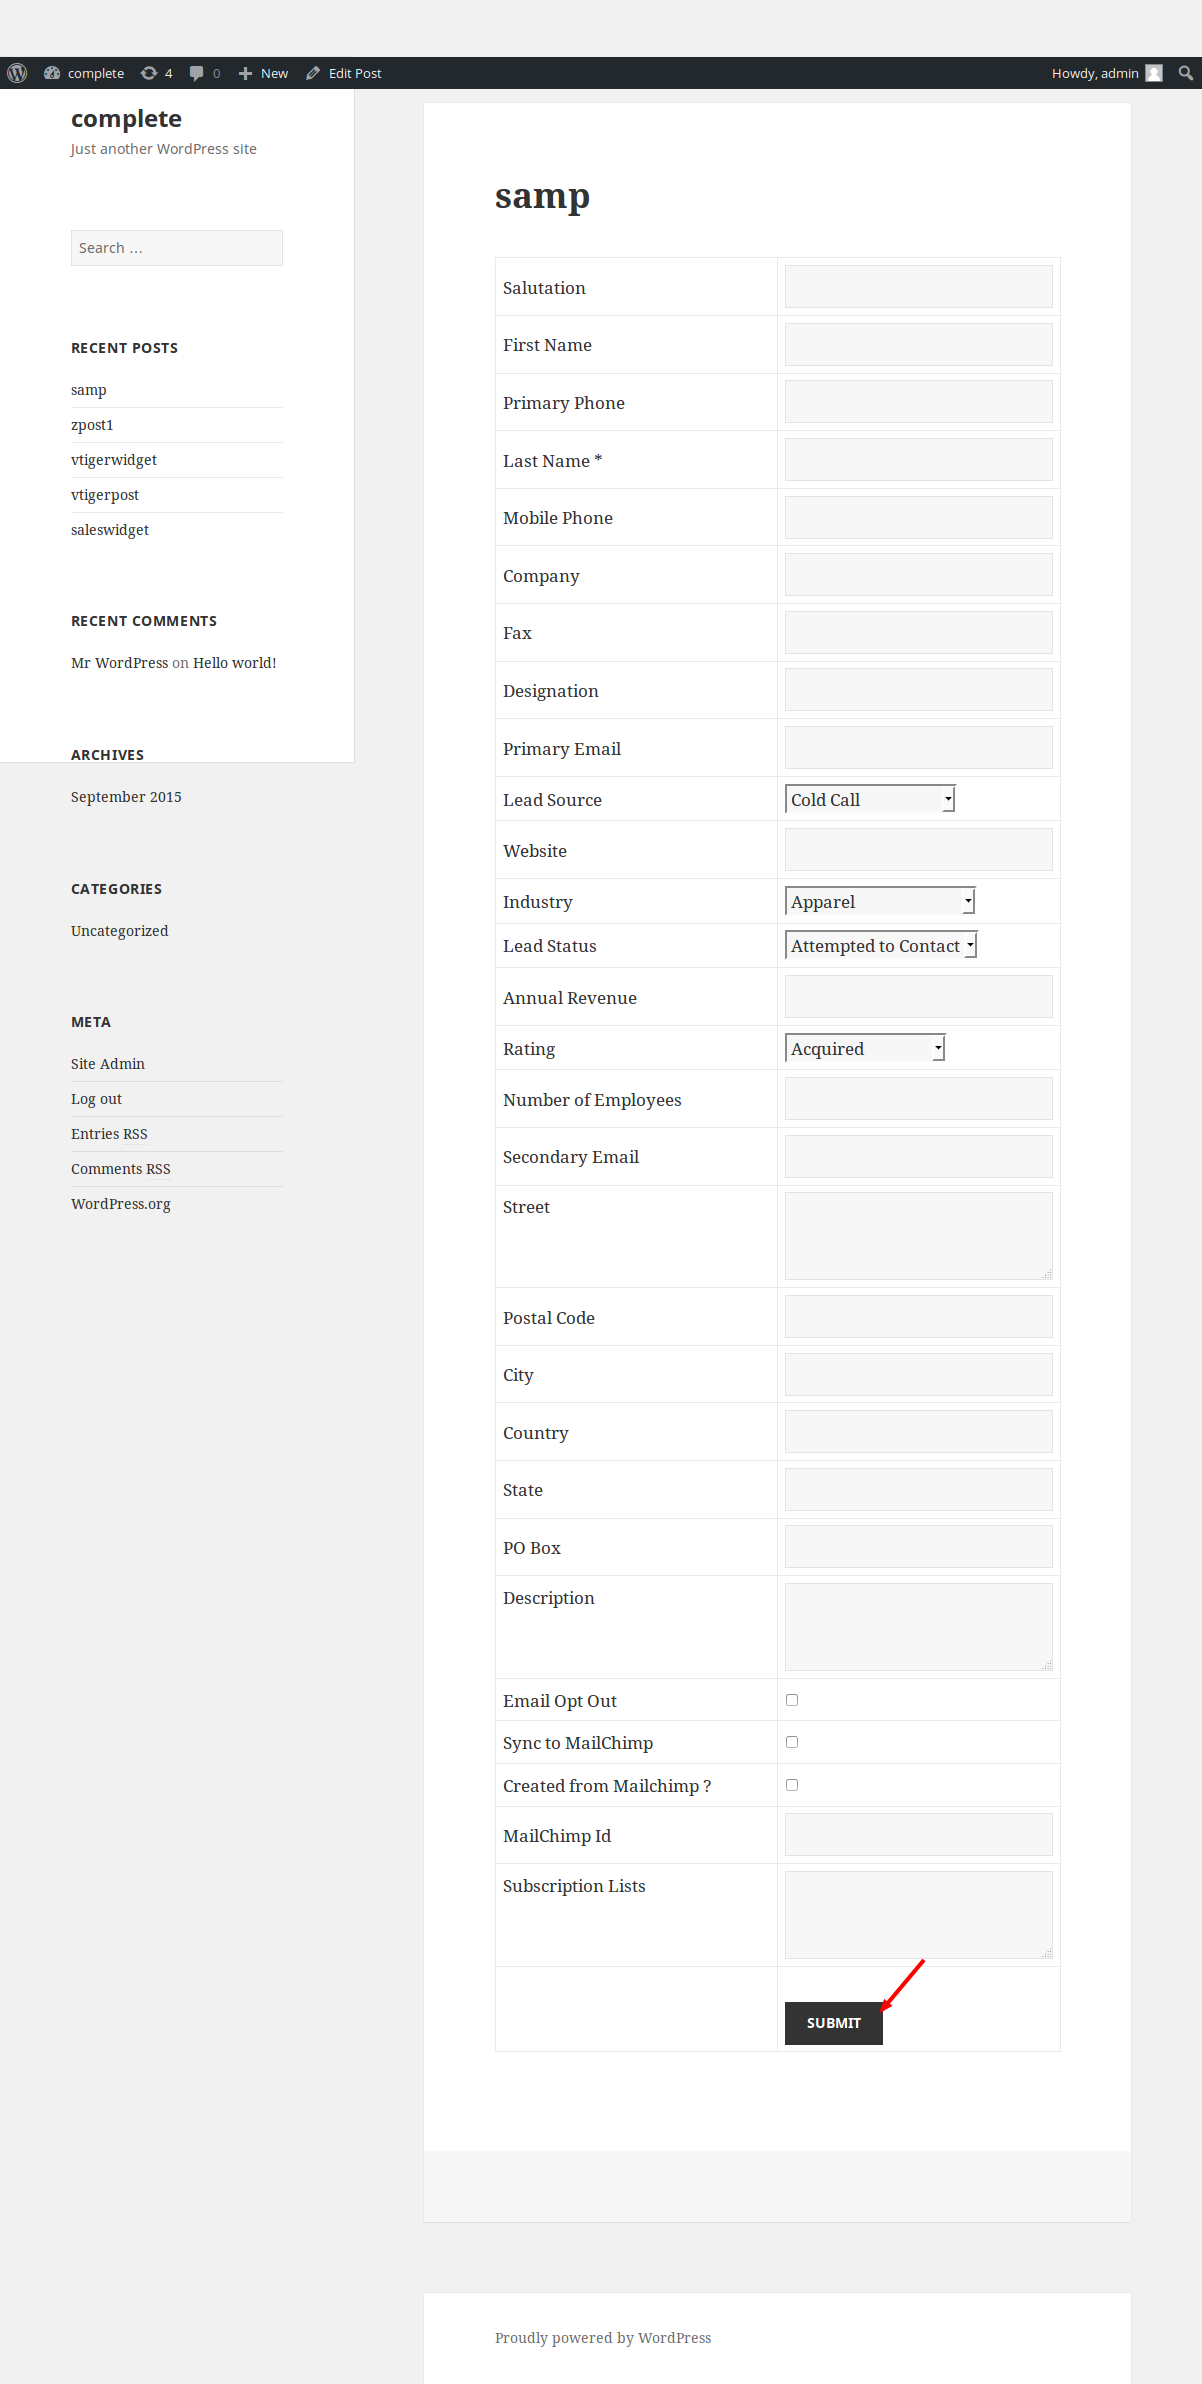 complete 4 0 New Edit Post Howdy, admin
complete
Just another WordPress site
Search …
RECENT POSTS
samp
zpost1
vtigerwidget
vtigerpost
saleswidget
RECENT COMMENTS
Mr WordPress on Hello world!
ARCHIVES
September 2015
CATEGORIES
Uncategorized
META
Site Admin
Log out
Entries RSS
Comments RSS
WordPress.org
samp
Salutation
First Name
Primary Phone
Last Name *
Mobile Phone
Company
Fax
Designation
Primary Email
Lead Source Cold Call
Website
Industry Apparel
Lead Status Attempted to Contact
Annual Revenue
Rating Acquired
Number of Employees
Secondary Email
Street
Postal Code
City
Country
State
PO Box
Description
Email Opt Out
Sync to MailChimp
Created from Mailchimp ?
MailChimp Id
Subscription Lists
SUBMIT
Proudly powered by WordPress